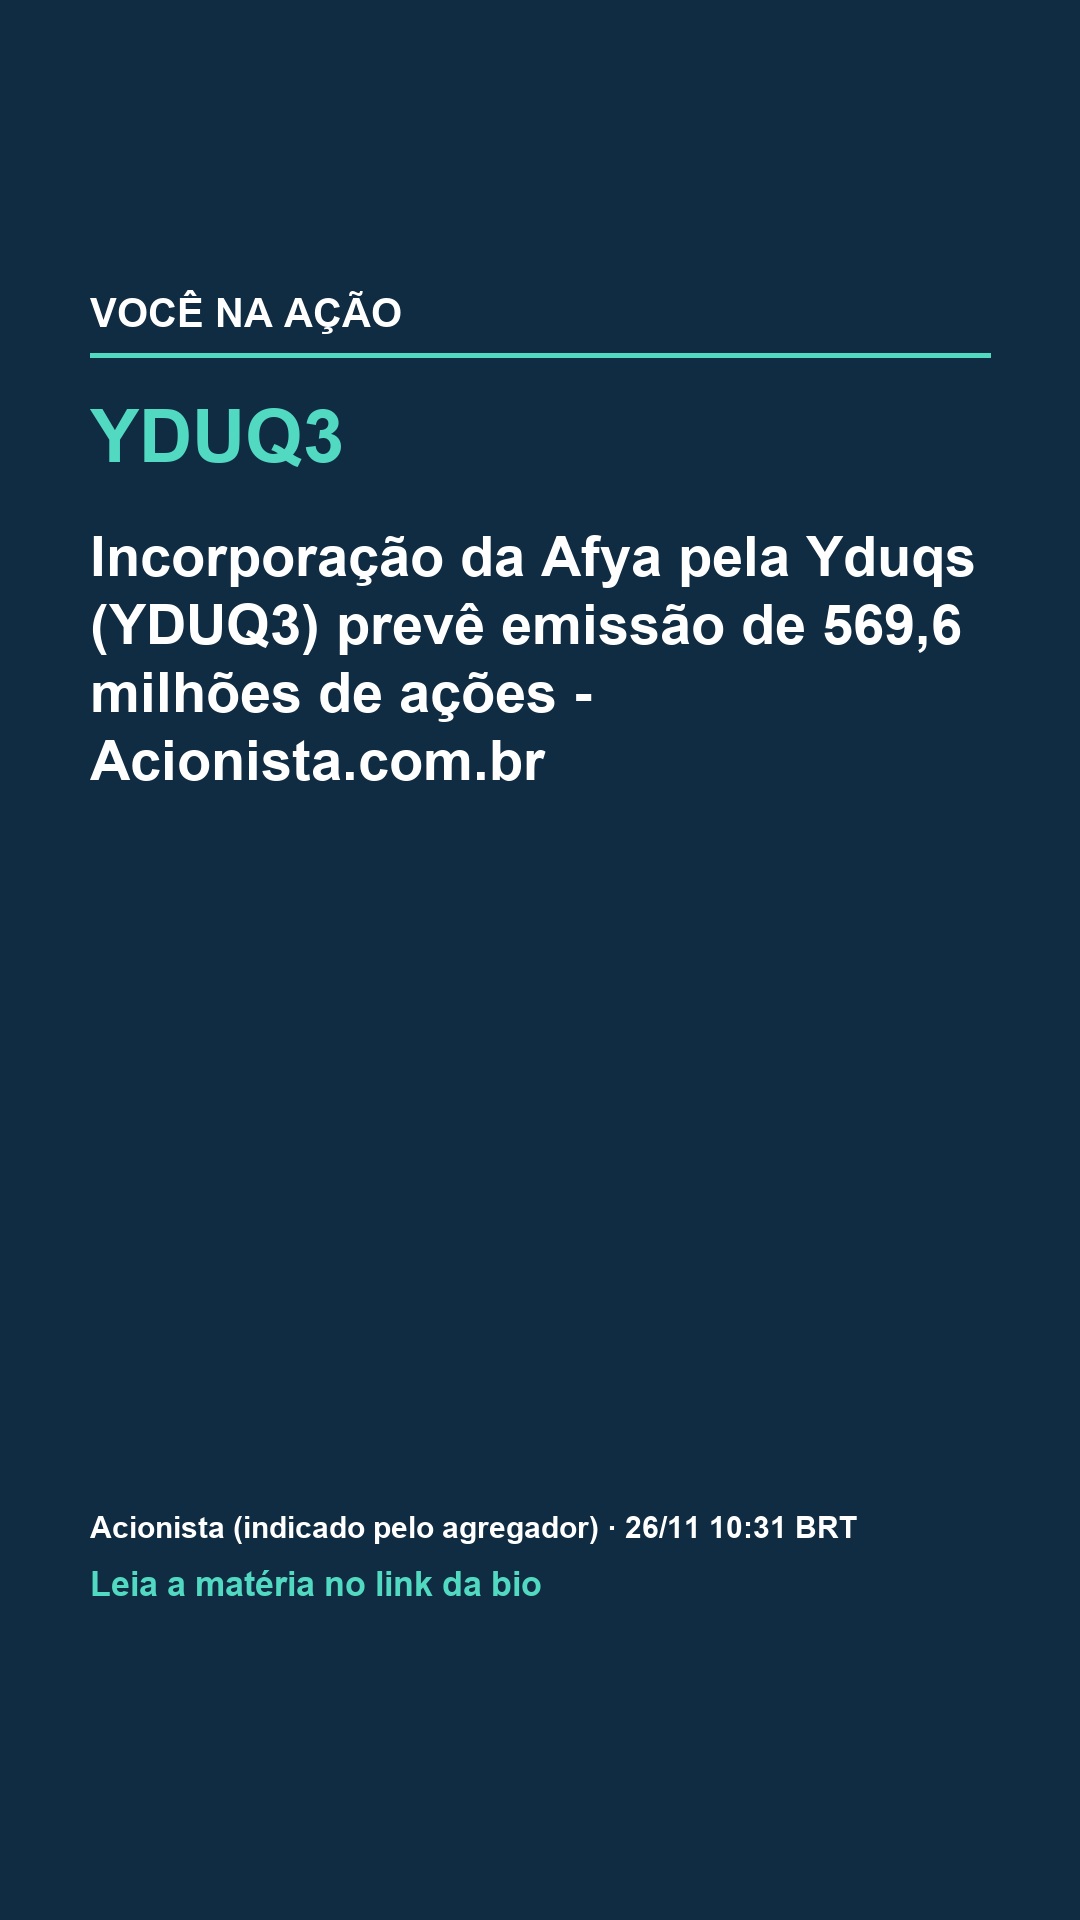 VOCÊ NA AÇÃO
YDUQ3
Incorporação da Afya pela Yduqs
(YDUQ3) prevê emissão de 569,6
milhões de ações -
Acionista.com.br
Acionista (indicado pelo agregador) · 26/11 10:31 BRT
Leia a matéria no link da bio